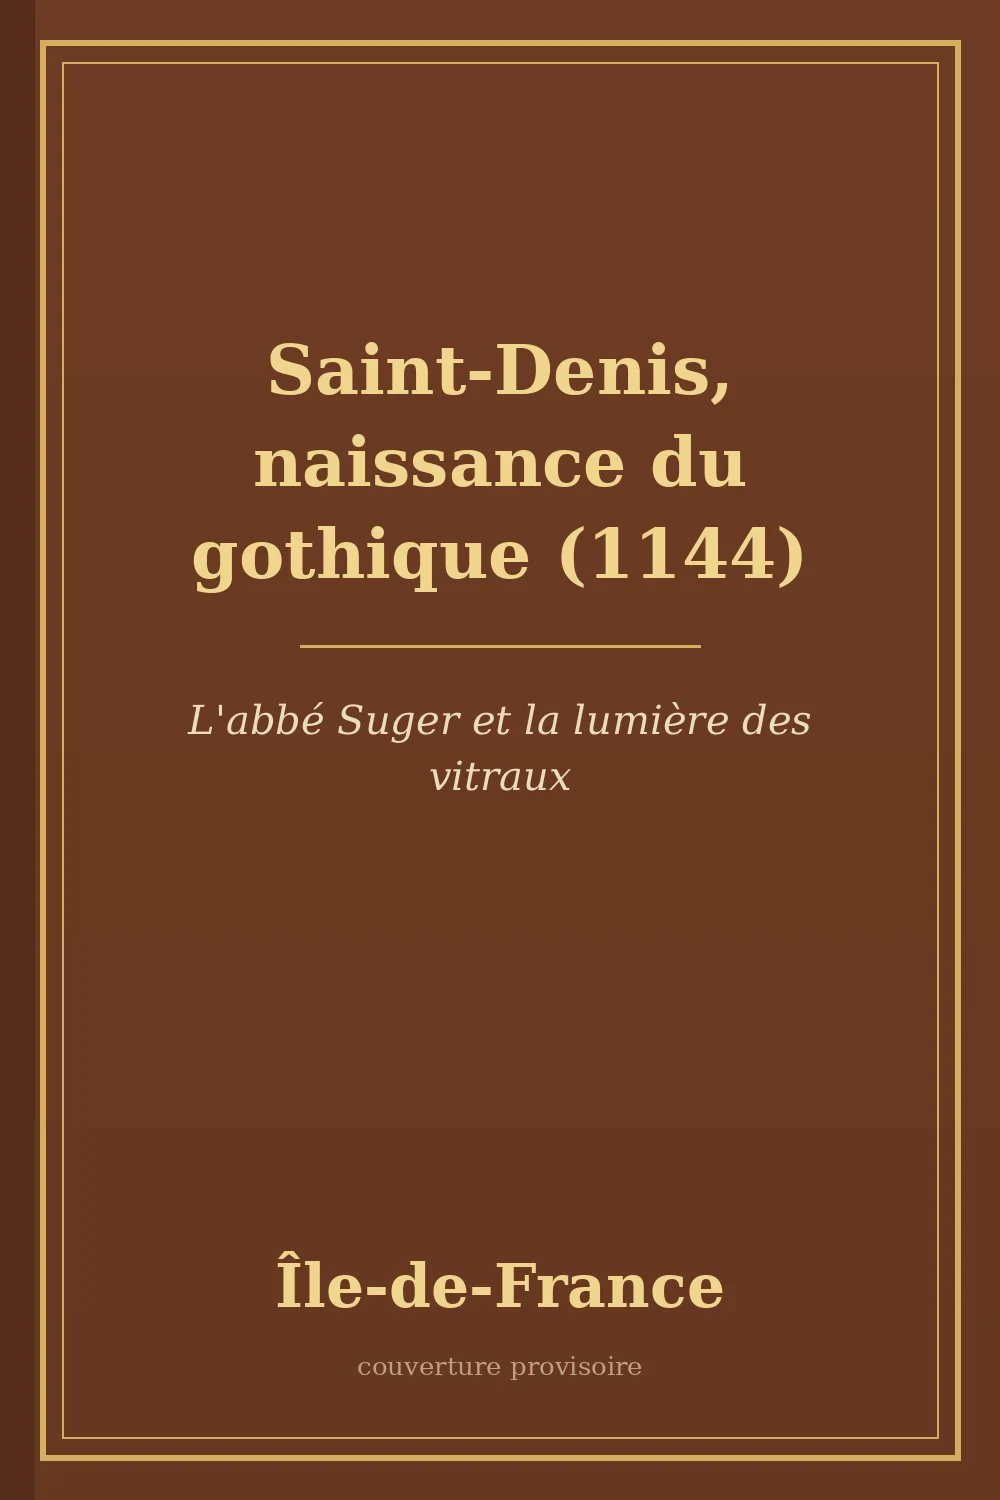 Saint-Denis,
naissance du
gothique (1144)
L'abbé Suger et la lumière des
vitraux
Île-de-France
couverture provisoire